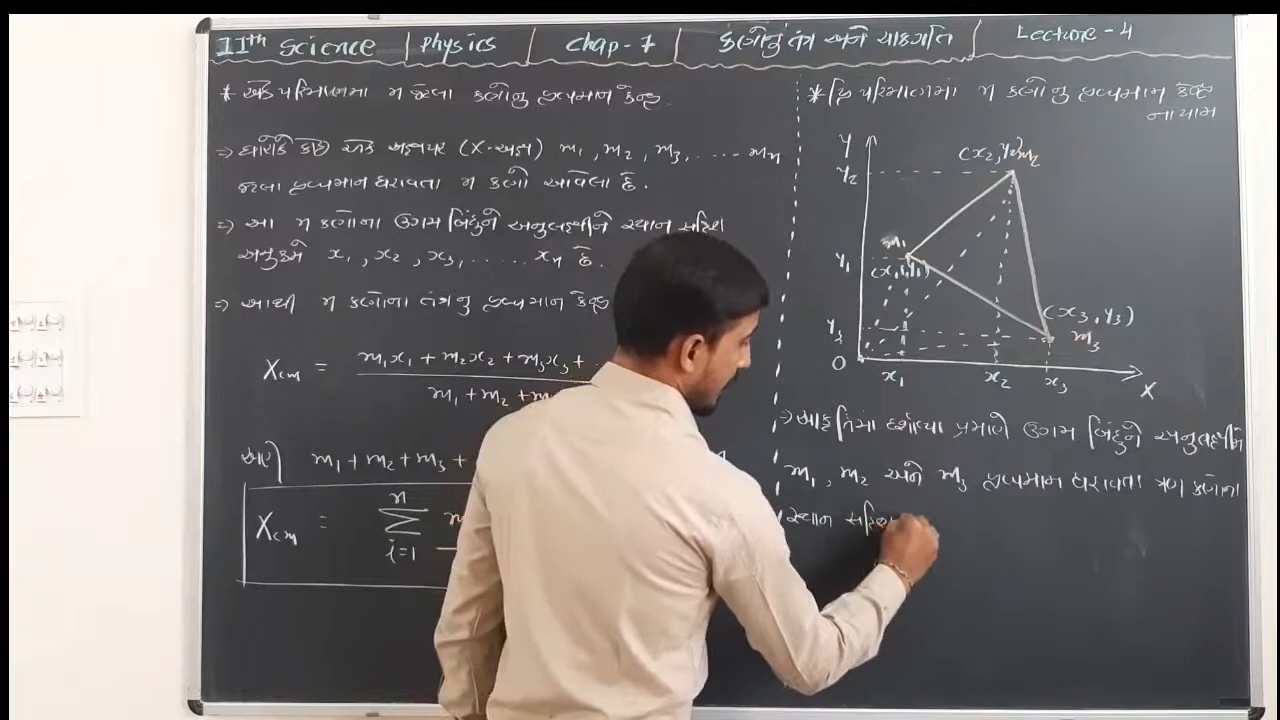 11th Science | Physics | Chap-7 | કણોનું તંત્ર અને ચાકગતિ | Lecture-4
* એક પરિમાણમાં n જેટલા કણોનુ દ્રવ્યમાન કેન્દ્ર.
⇒ ધારોકે કોઈ એક અક્ષપર (X-અક્ષ) m1, m2, m3, .... mn
જેટલા દ્રવ્યમાન ધરાવતા n કણો આવેલા છે.
⇒ આ n કણોના ઉગમ બિંદુને અનુલક્ષીને સ્થાન સદિશ
અનુક્રમે x1, x2, x3, ..... xn છે.
⇒ આથી n કણોના તંત્રનુ દ્રવ્યમાન કેન્દ્ર
Xcm = m1x1 + m2x2 + m3x3 +
m1 + m2 +
m1 + m2 + m3 +
Xcm = n
∑
i=1
* દ્વિ પરિમાણમાં n કણોનુ દ્રવ્યમાન કેન્દ્ર
Y
(x2, y2) m2
y2
m1
y1
(x1, y1)
(x3, y3)
y3
m3
O
x1 x2 x3
X
⇒ આકૃતિમાં દર્શાવ્યા પ્રમાણે ઉગમ બિંદુને અનુલક્ષીને
m1, m2 અને m3 દ્રવ્યમાન ધરાવતા ત્રણ કણોના
સ્થાન સદિશ